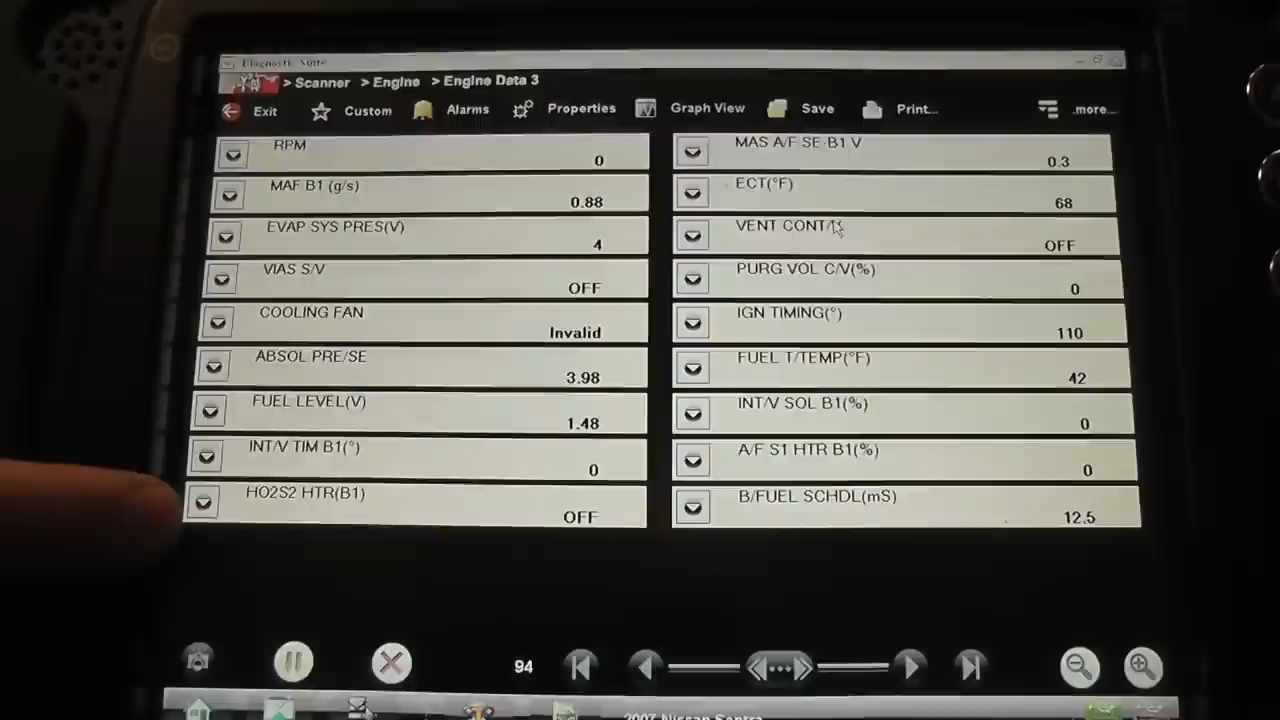 Diagnostic Suite
> Scanner > Engine > Engine Data 3
Exit Custom Alarms Properties Graph View Save Print... more...
RPM 0
MAS A/F SE-B1 V 0.3
MAF B1 (g/s) 0.88
ECT(°F) 68
EVAP SYS PRES(V) 4
VENT CONT/V OFF
VIAS S/V OFF
PURG VOL C/V(%) 0
COOLING FAN Invalid
IGN TIMING(°) 110
ABSOL PRE/SE 3.98
FUEL T/TEMP(°F) 42
FUEL LEVEL(V) 1.48
INT/V SOL B1(%) 0
INT/V TIM B1(°) 0
A/F S1 HTR B1(%) 0
HO2S2 HTR(B1) OFF
B/FUEL SCHDL(mS) 12.5
94
2007 Nissan Sentra